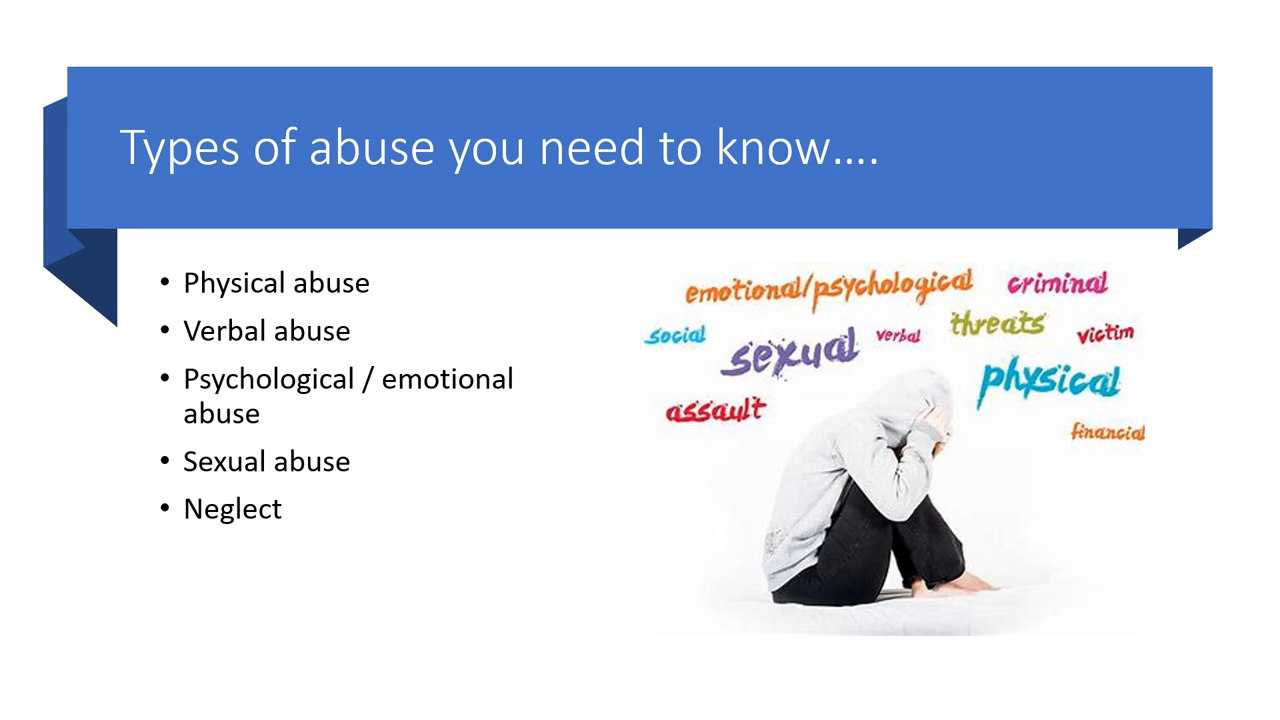 Types of abuse you need to know….
• Physical abuse
• Verbal abuse
• Psychological / emotional
abuse
• Sexual abuse
• Neglect
emotional/psychological criminal
social sexual verbal threats victim
assault physical
financial